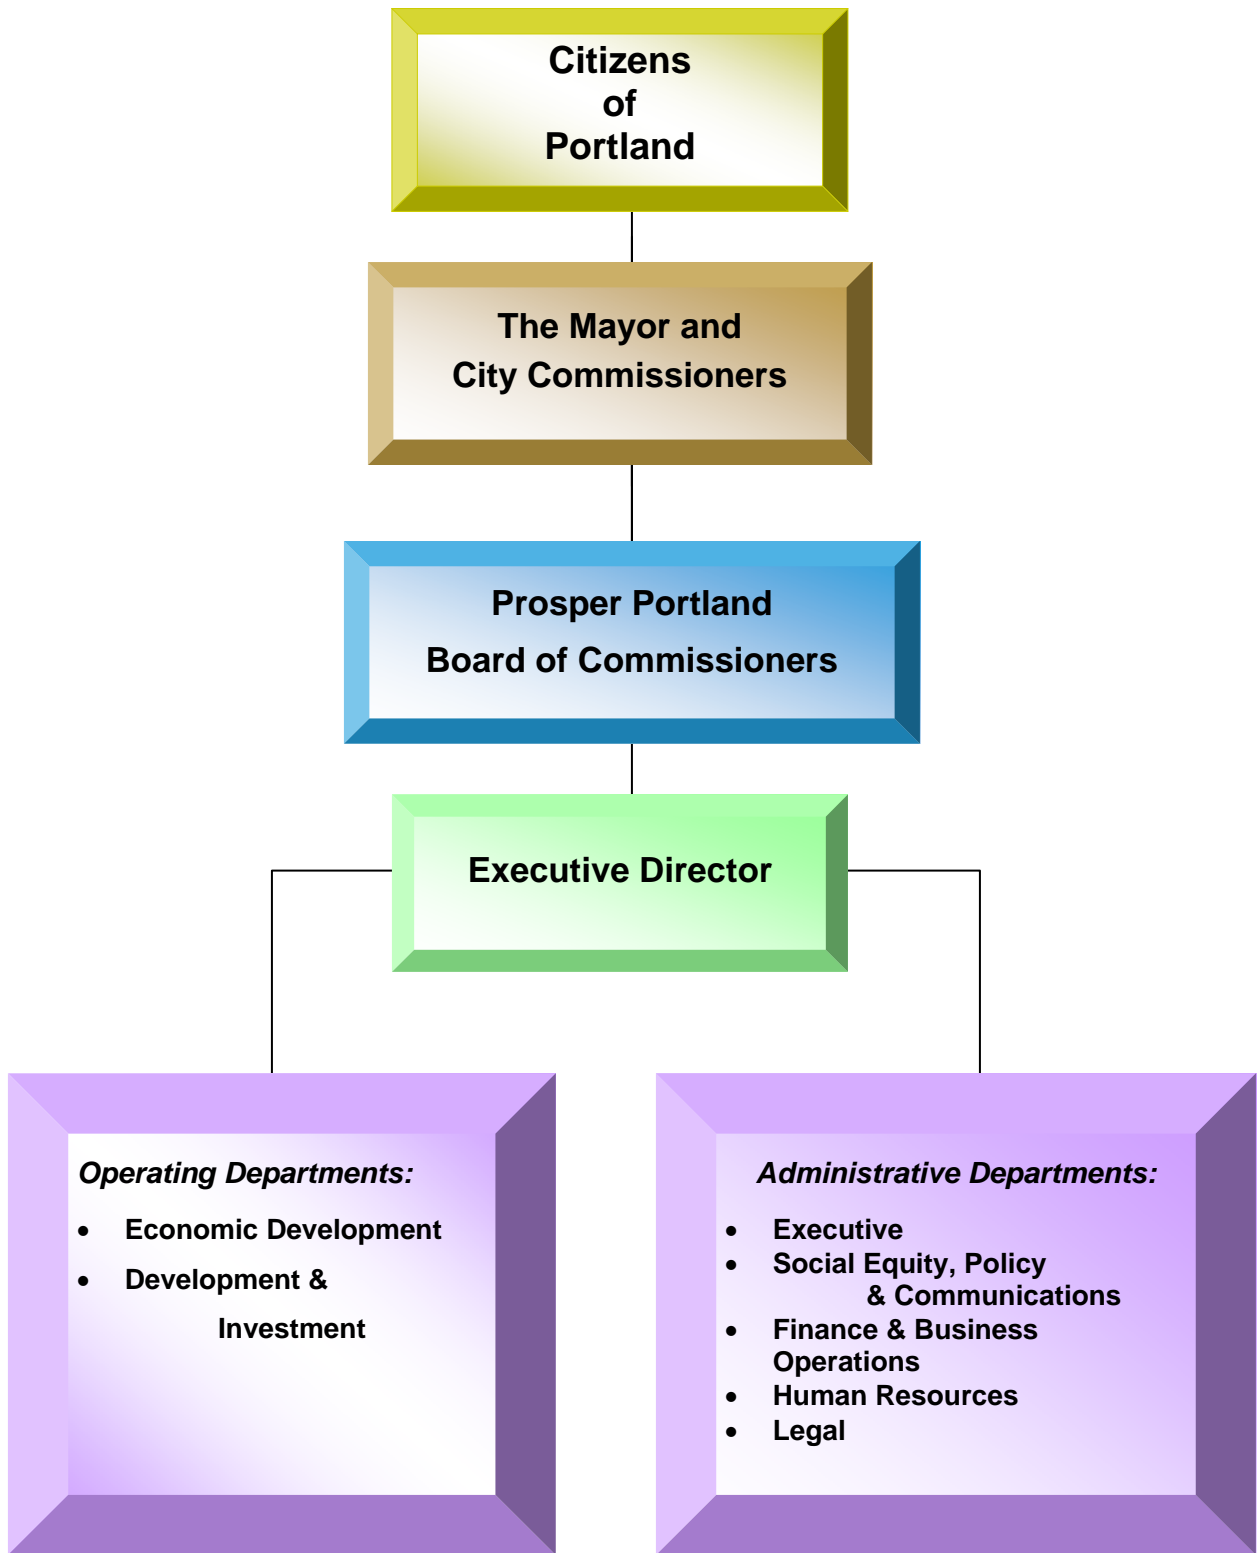 Citizens
of
Portland
The Mayor and
City Commissioners
Prosper Portland
Board of Commissioners
Executive Director
Operating Departments:
• Economic Development
• Development &
Investment
Administrative Departments:
• Executive
• Social Equity, Policy
& Communications
• Finance & Business
Operations
• Human Resources
• Legal